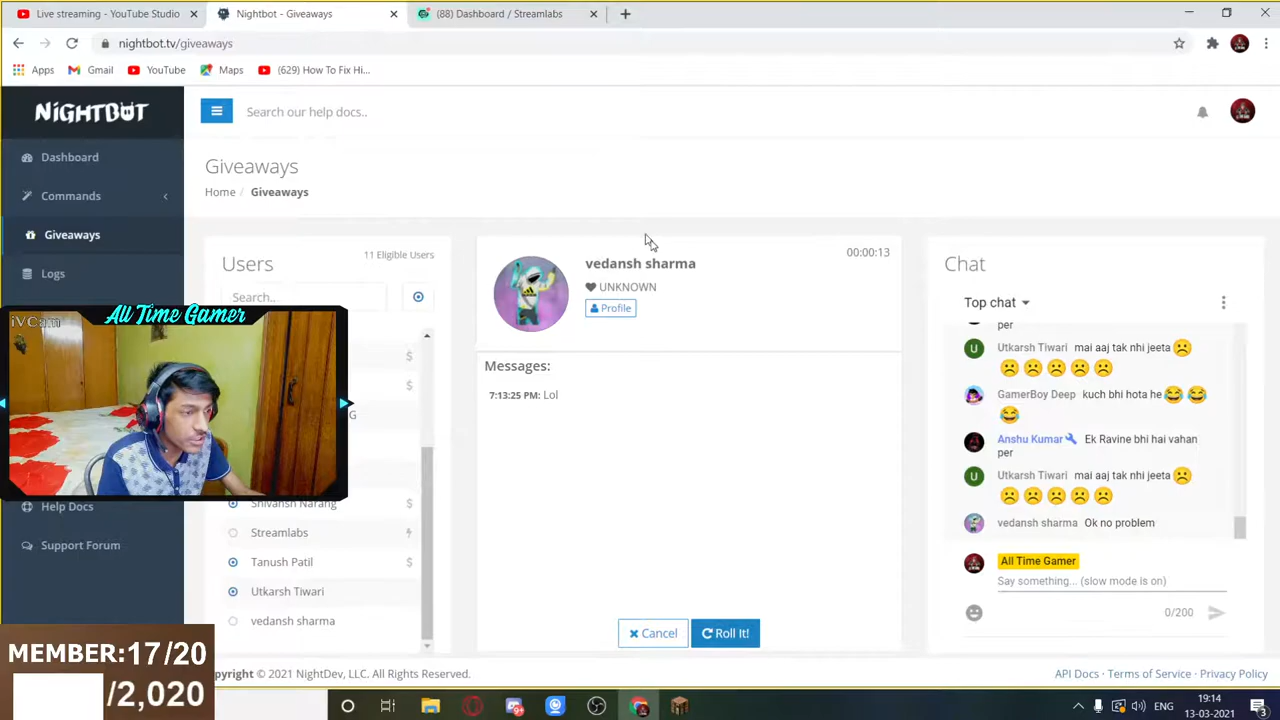 Live streaming - YouTube Studio
Nightbot - Giveaways
(88) Dashboard / Streamlabs
nightbot.tv/giveaways
Apps
Gmail
YouTube
Maps
(629) How To Fix Hi...
NIGHTBOT
Search our help docs..
Dashboard
Commands
Giveaways
Logs
Help Docs
Support Forum
Giveaways
Home / Giveaways
Users
11 Eligible Users
Search..
$
$
G
Shivansh Narang $
Streamlabs
Tanush Patil $
Utkarsh Tiwari
vedansh sharma
iVCam
All Time Gamer
vedansh sharma
00:00:13
UNKNOWN
Profile
Messages:
7:13:25 PM: Lol
Cancel
Roll It!
Chat
Top chat
per
U Utkarsh Tiwari mai aaj tak nhi jeeta ☹
☹☹☹☹☹
GamerBoy Deep kuch bhi hota he 😂😂
😂
Anshu Kumar Ek Ravine bhi hai vahan
per
U Utkarsh Tiwari mai aaj tak nhi jeeta ☹
☹☹☹☹☹
vedansh sharma Ok no problem
All Time Gamer
Say something... (slow mode is on)
0/200
MEMBER:17/20
/2,020
pyright © 2021 NightDev, LLC. All Rights Reserved.
API Docs - Terms of Service - Privacy Policy
ENG
19:14
13-03-2021
3